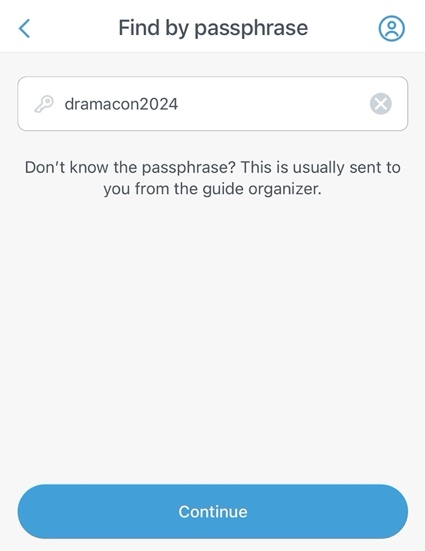 Find by passphrase
dramacon2024
Don't know the passphrase? This is usually sent to
you from the guide organizer.
Continue